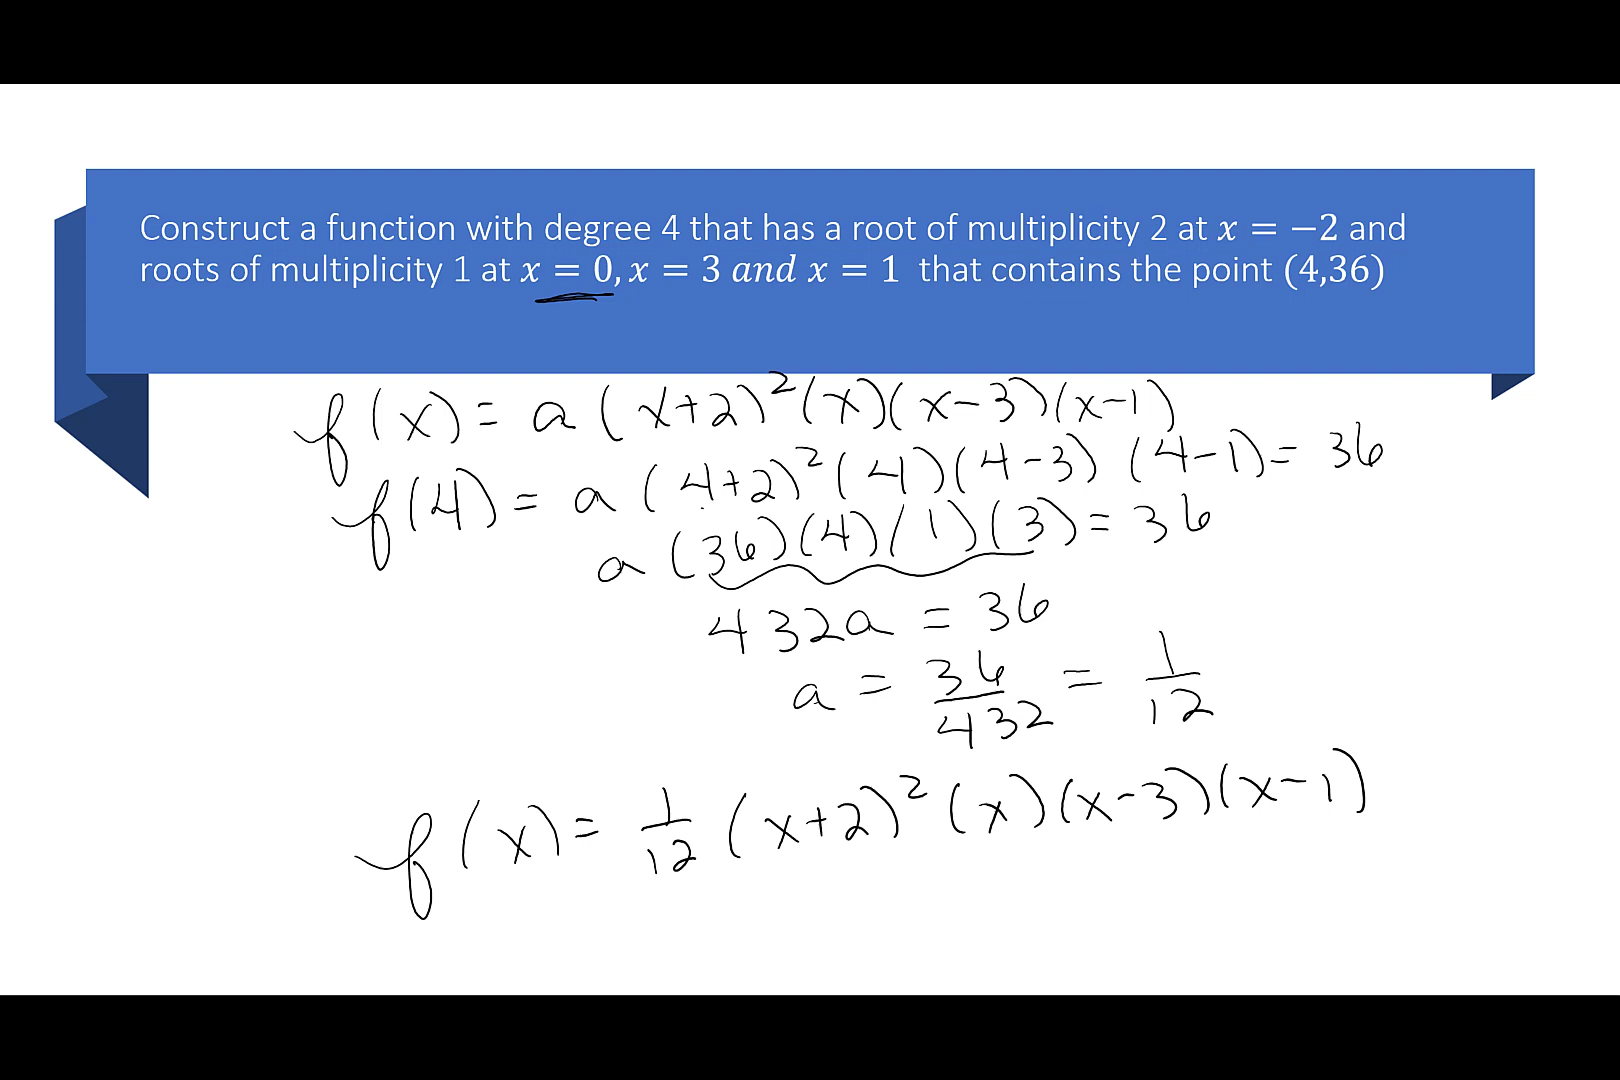 Construct a function with degree 4 that has a root of multiplicity 2 at x = −2 and
roots of multiplicity 1 at x = 0, x = 3 and x = 1 that contains the point (4,36)
f(x) = a(x+2)²(x)(x-3)(x-1)
f(4) = a(4+2)²(4)(4-3)(4-1) = 36
a(36)(4)(1)(3) = 36
432a = 36
a = 36/432 = 1/12
f(x) = 1/12 (x+2)²(x)(x-3)(x-1)